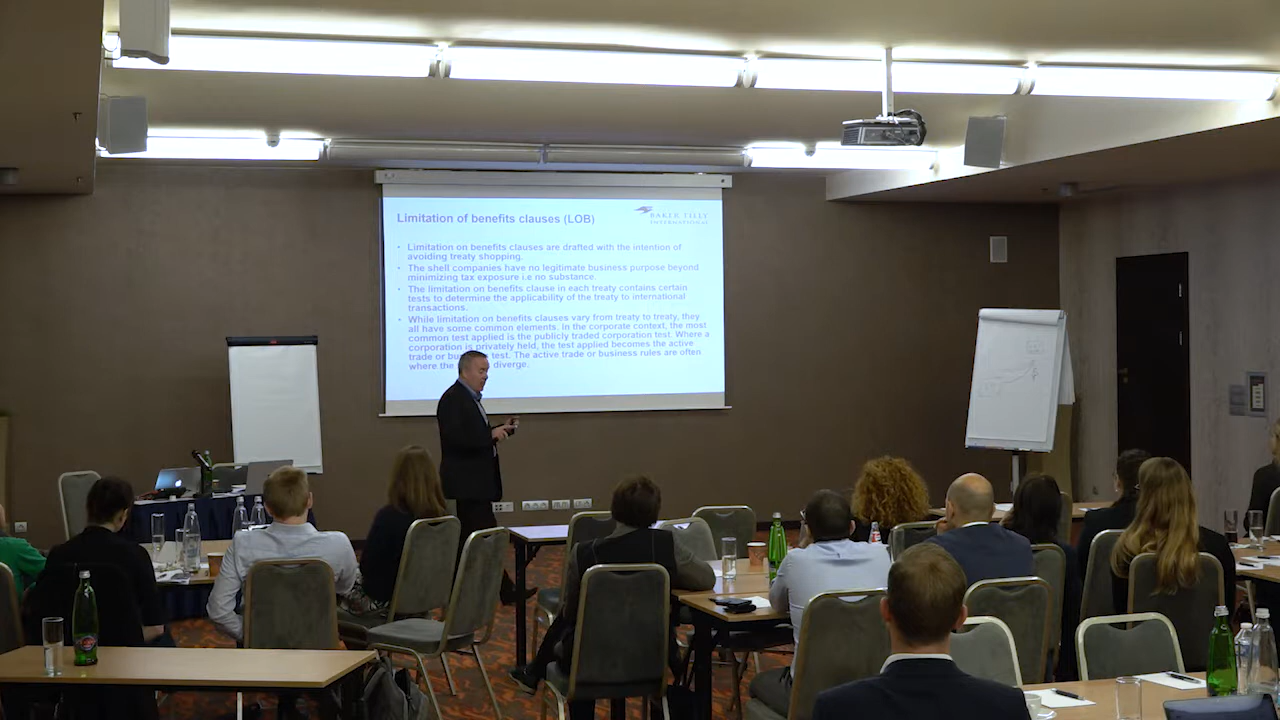 Limitation of benefits clauses (LOB)
BAKER TILLY
INTERNATIONAL
• Limitation on benefits clauses are drafted with the intention of
avoiding treaty shopping.
• The shell companies have no legitimate business purpose beyond
minimizing tax exposure i.e no substance.
• The limitation on benefits clause in each treaty contains certain
tests to determine the applicability of the treaty to international
transactions.
• While limitation on benefits clauses vary from treaty to treaty, they
all have some common elements. In the corporate context, the most
common test applied is the publicly traded corporation test. Where a
corporation is privately held, the test applied becomes the active
trade or test. The active trade or business rules are often
where the diverge.